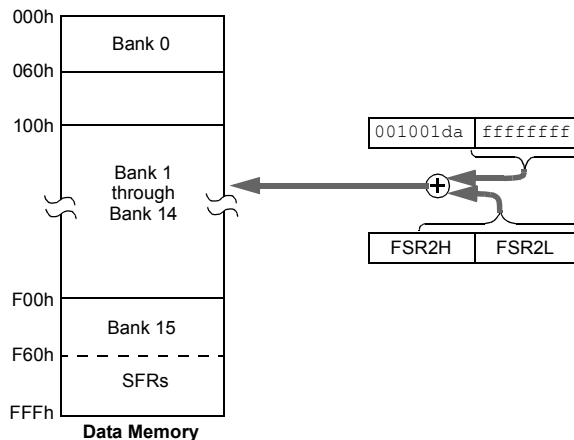 000h
Bank 0
060h
100h
001001da ffffffff
Bank 1
through
Bank 14
FSR2H FSR2L
F00h
Bank 15
F60h
SFRs
FFFh
Data Memory